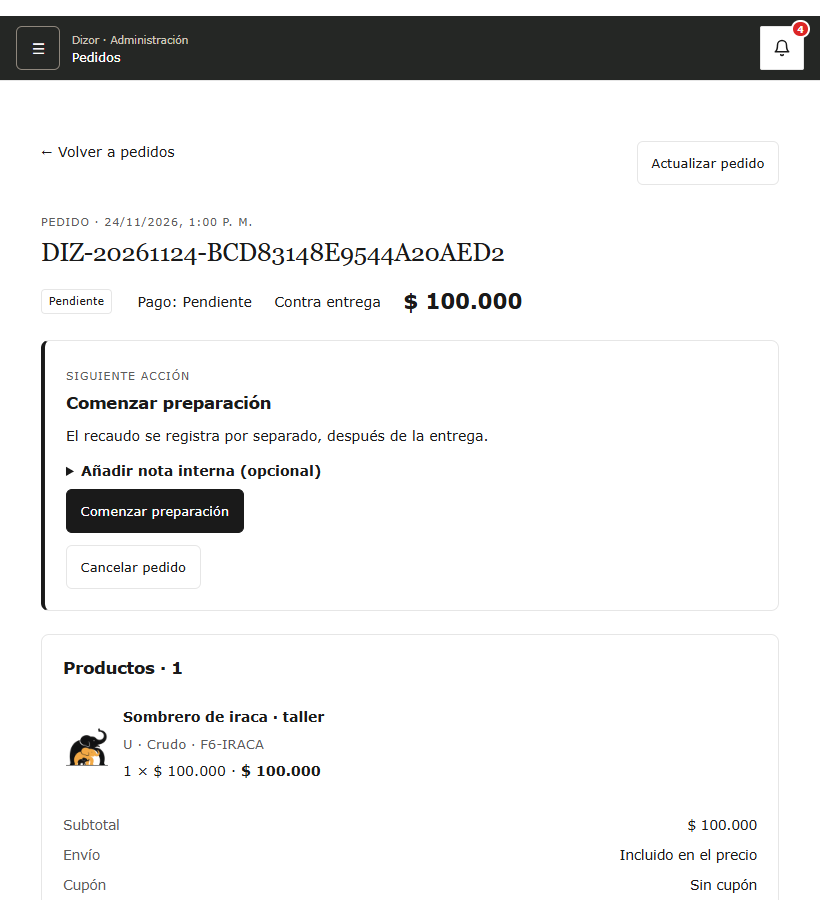 ☰
Dizor · Administración
Pedidos
4
← Volver a pedidos
Actualizar pedido
PEDIDO · 24/11/2026, 1:00 P. M.
DIZ-20261124-BCD83148E9544A20AED2
Pendiente
Pago: Pendiente
Contra entrega
$ 100.000
SIGUIENTE ACCIÓN
Comenzar preparación
El recaudo se registra por separado, después de la entrega.
▶ Añadir nota interna (opcional)
Comenzar preparación
Cancelar pedido
Productos · 1
Sombrero de iraca · taller
U · Crudo · F6-IRACA
1 × $ 100.000 · $ 100.000
Subtotal $ 100.000
Envío Incluido en el precio
Cupón Sin cupón